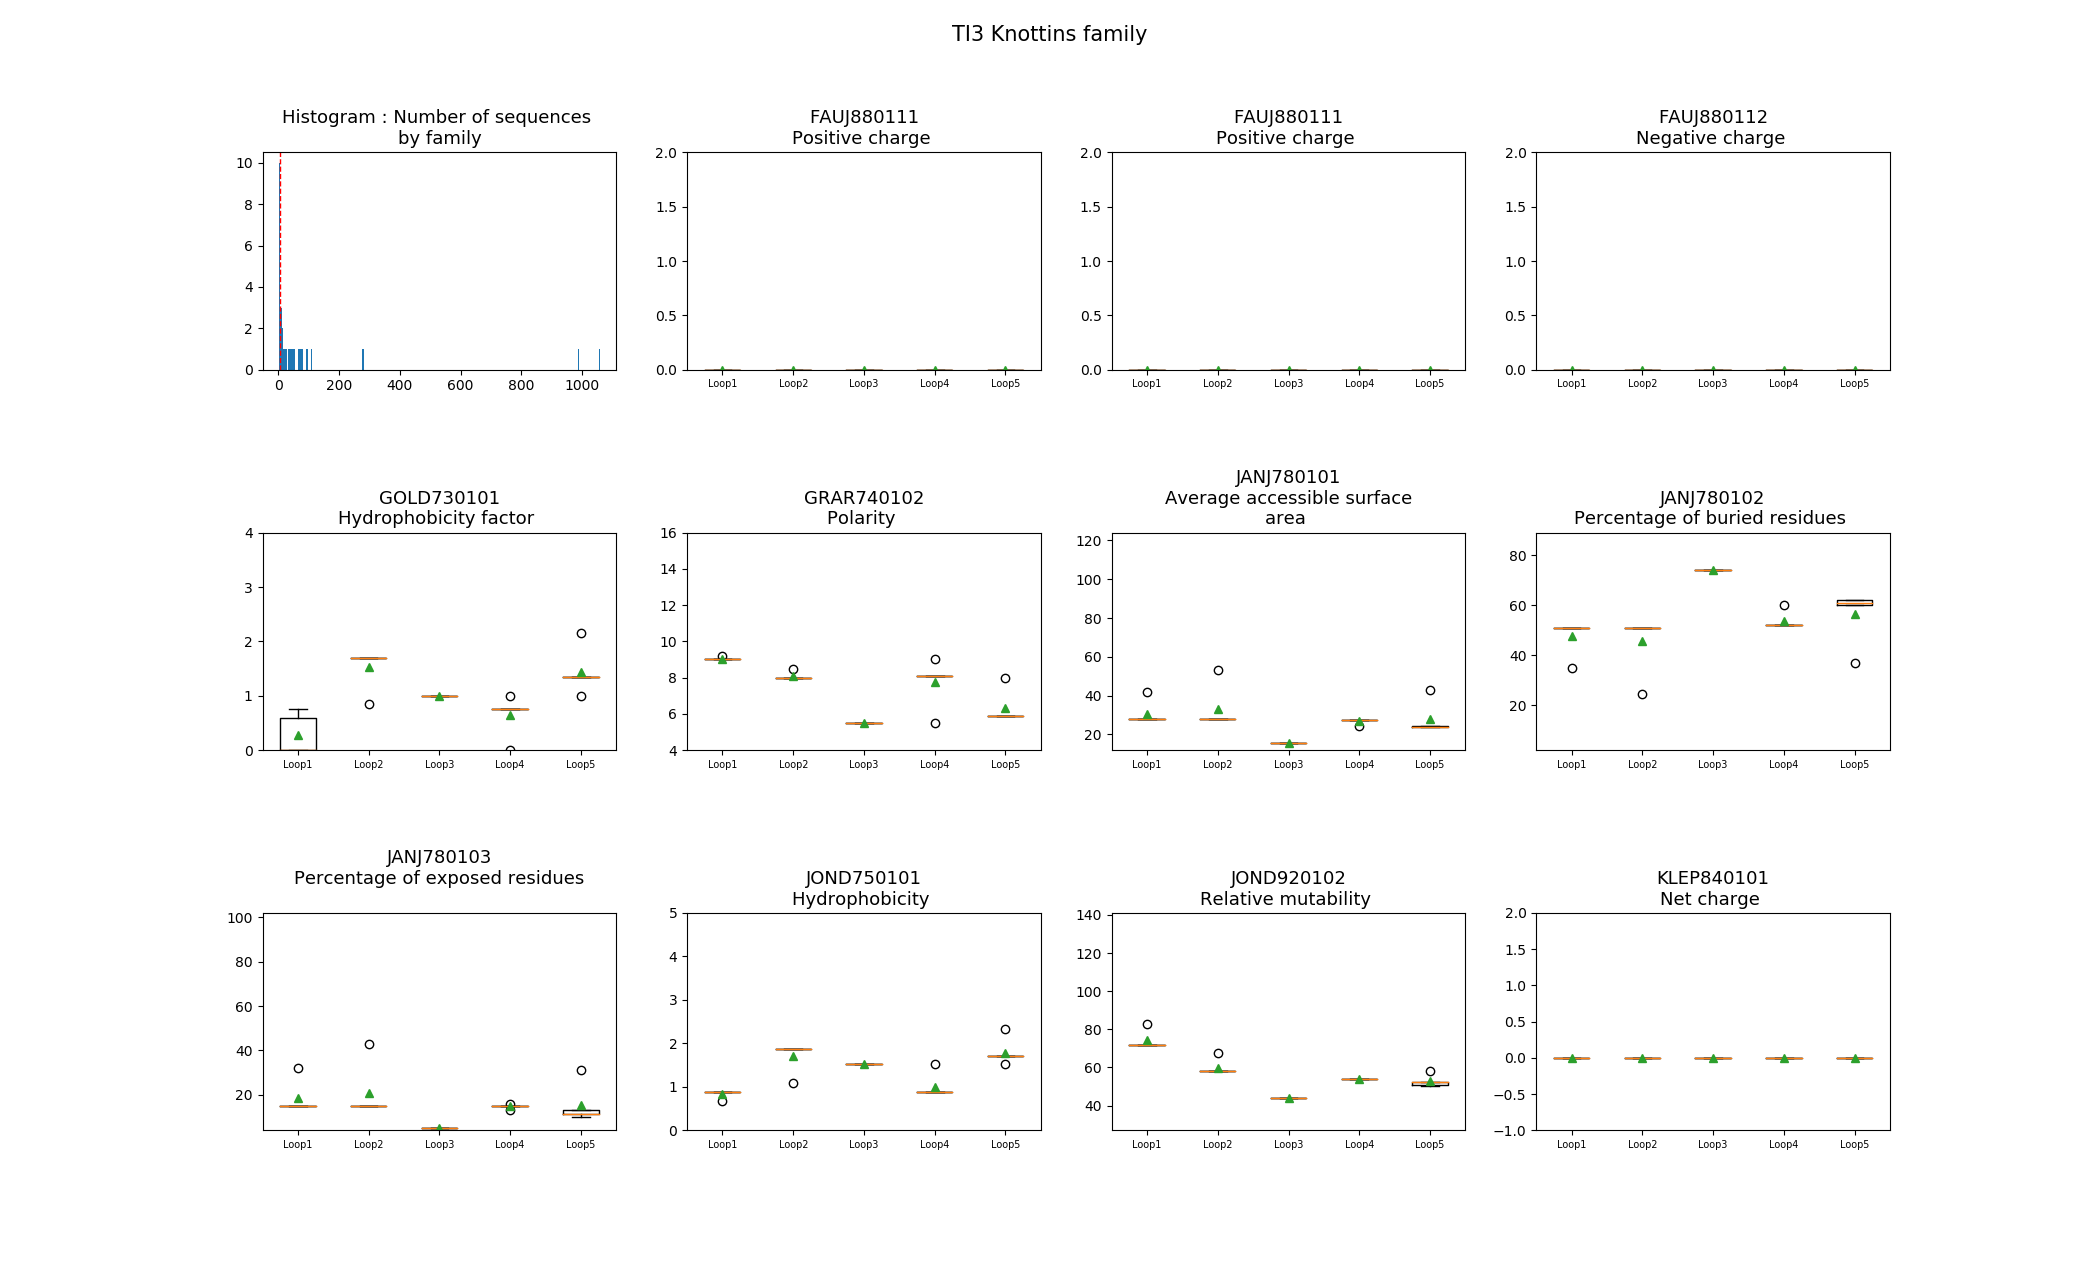 TI3 Knottins family
Histogram : Number of sequences
by family
10
8
6
4
2
0
0 200 400 600 800 1000
FAUJ880111
Positive charge
2.0
1.5
1.0
0.5
0.0
Loop1 Loop2 Loop3 Loop4 Loop5
FAUJ880111
Positive charge
2.0
1.5
1.0
0.5
0.0
Loop1 Loop2 Loop3 Loop4 Loop5
FAUJ880112
Negative charge
2.0
1.5
1.0
0.5
0.0
Loop1 Loop2 Loop3 Loop4 Loop5
GOLD730101
Hydrophobicity factor
4
3
2
1
0
Loop1 Loop2 Loop3 Loop4 Loop5
GRAR740102
Polarity
16
14
12
10
8
6
4
Loop1 Loop2 Loop3 Loop4 Loop5
JANJ780101
Average accessible surface
area
120
100
80
60
40
20
Loop1 Loop2 Loop3 Loop4 Loop5
JANJ780102
Percentage of buried residues
80
60
40
20
Loop1 Loop2 Loop3 Loop4 Loop5
JANJ780103
Percentage of exposed residues
100
80
60
40
20
Loop1 Loop2 Loop3 Loop4 Loop5
JOND750101
Hydrophobicity
5
4
3
2
1
0
Loop1 Loop2 Loop3 Loop4 Loop5
JOND920102
Relative mutability
140
120
100
80
60
40
Loop1 Loop2 Loop3 Loop4 Loop5
KLEP840101
Net charge
2.0
1.5
1.0
0.5
0.0
−0.5
−1.0
Loop1 Loop2 Loop3 Loop4 Loop5